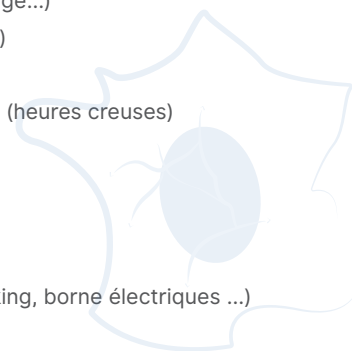 ge...)
)
(heures creuses)
ing, borne électriques ...)